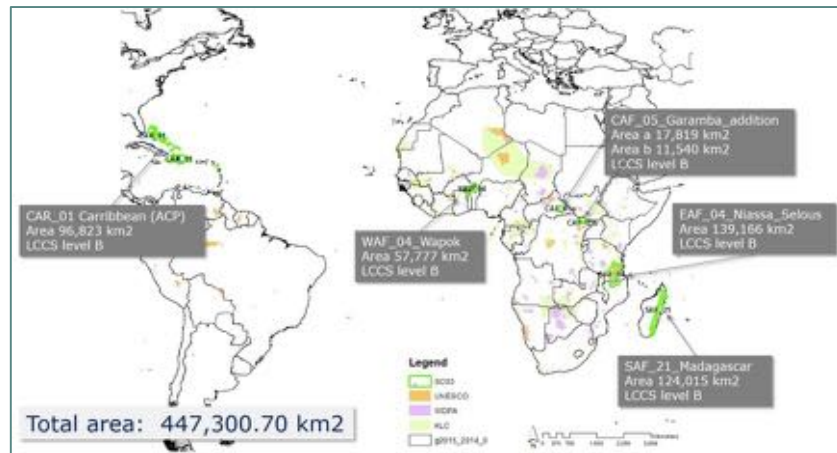 CAF_05_Garamba_addition
Area a 17,819 km2
Area b 11,540 km2
LCCS level B
CAR_01 Carribbean (ACP)
Area 96,823 km2
LCCS level B
WAF_04_Wapok
Area 57,777 km2
LCCS level B
EAF_04_Niassa_Selous
Area 139,166 km2
LCCS level B
SAF_21_Madagascar
Area 124,015 km2
LCCS level B
Legend
UNESCO
WDPA
KLC
g2015_2014_0
Total area: 447,300.70 km2